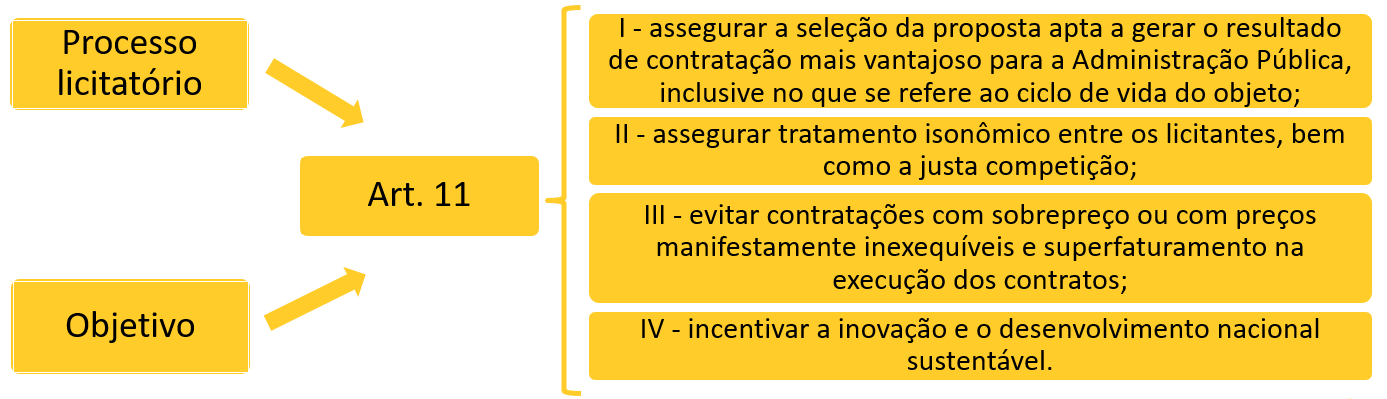 Processo
licitatório
Objetivo
Art. 11
I - assegurar a seleção da proposta apta a gerar o resultado
de contratação mais vantajoso para a Administração Pública,
inclusive no que se refere ao ciclo de vida do objeto;
II - assegurar tratamento isonômico entre os licitantes, bem
como a justa competição;
III - evitar contratações com sobrepreço ou com preços
manifestamente inexequíveis e superfaturamento na
execução dos contratos;
IV - incentivar a inovação e o desenvolvimento nacional
sustentável.